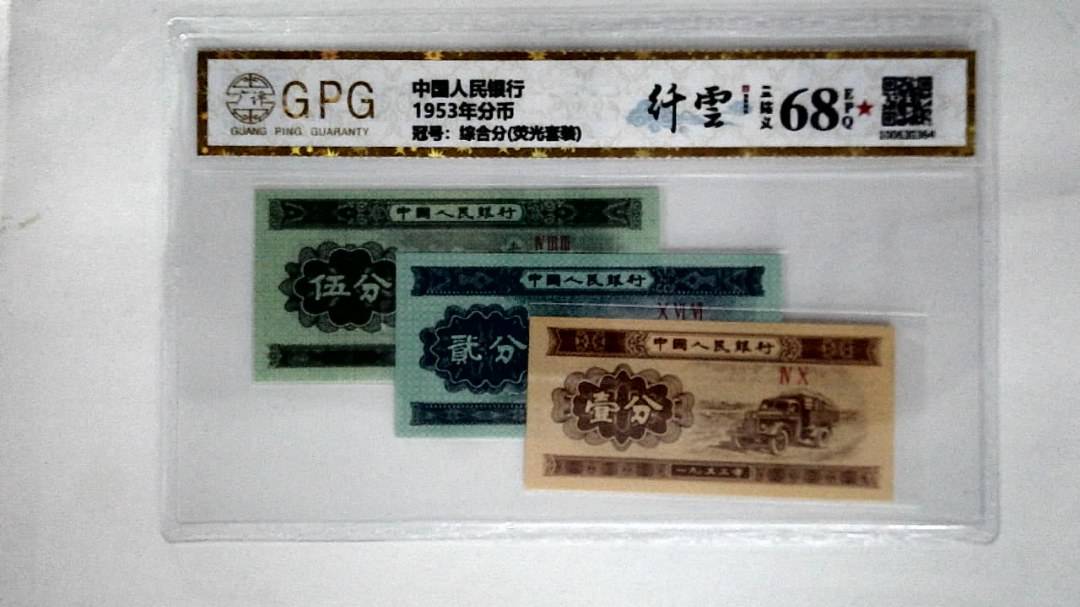 广评
GPG
GUANG PING GUARANTY
中国人民银行
1953年分币
冠号：综合分(荧光套装)
纤雲
68
EPQ
中國人民銀行
ⅣⅢⅢ
伍分
中國人民銀行
ⅩⅥⅥ
貳分
中國人民銀行
ⅣⅩ
壹分
一九五三年